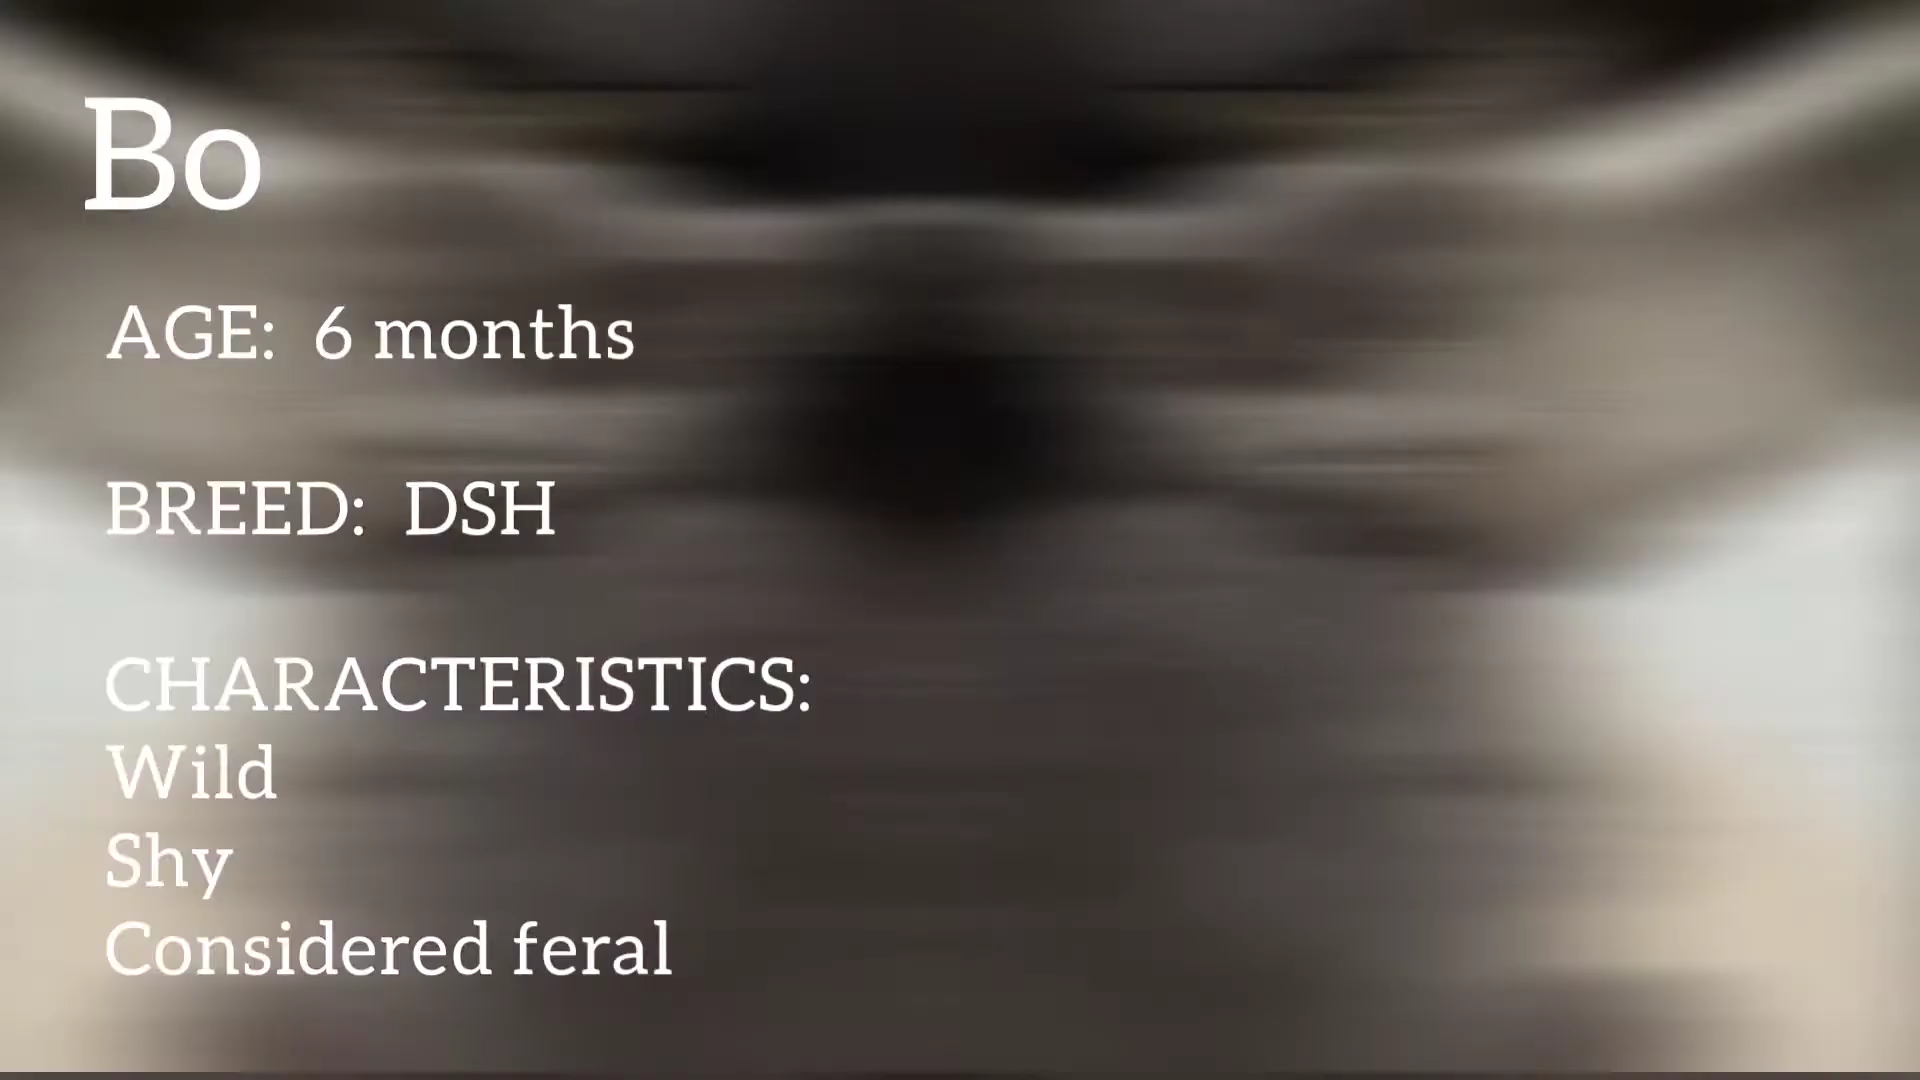 Bo
AGE: 6 months
BREED: DSH
CHARACTERISTICS:
Wild
Shy
Considered feral